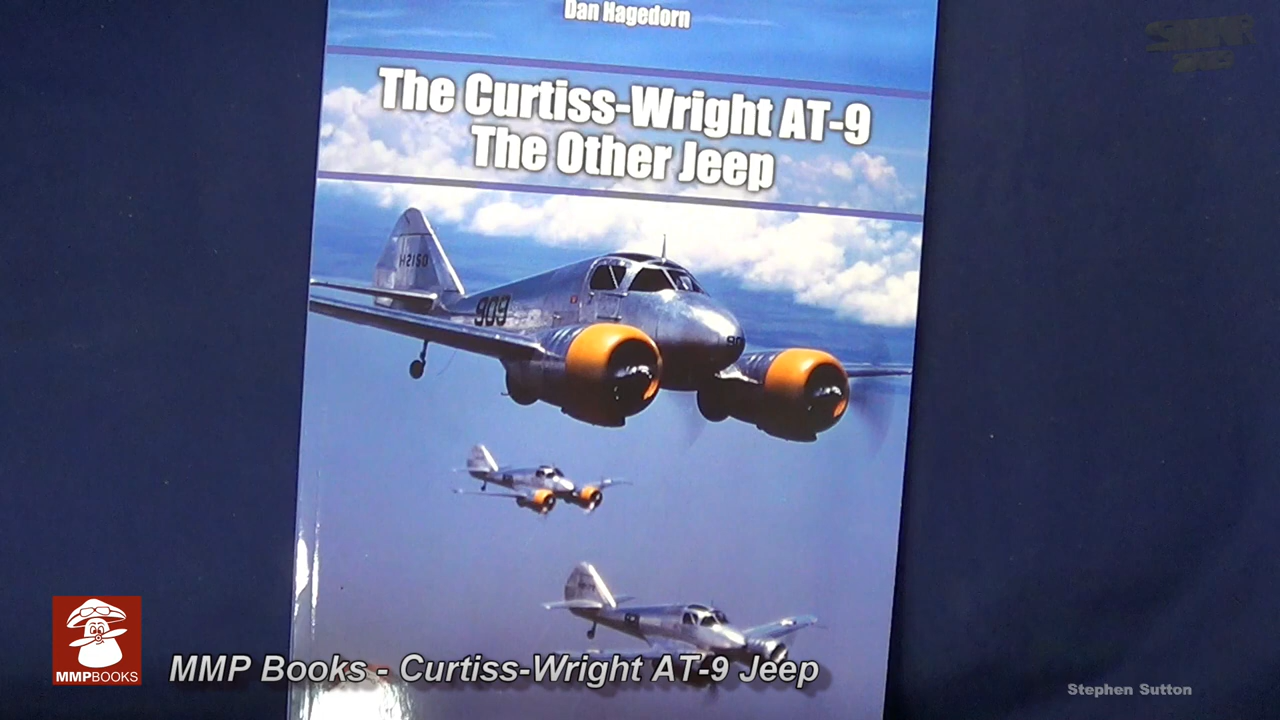 Dan Hagedorn
The Curtiss-Wright AT-9
The Other Jeep
H2150
909
90
MMPBOOKS
MMP Books - Curtiss-Wright AT-9 Jeep
Stephen Sutton